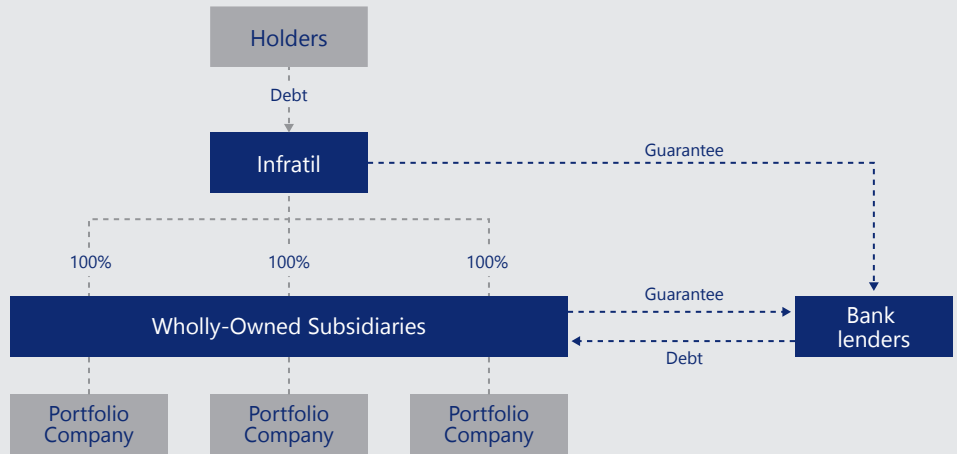 Holders
Debt
Infratil
Guarantee
100%
100%
100%
Wholly-Owned Subsidiaries
Guarantee
Debt
Bank
lenders
Portfolio
Company
Portfolio
Company
Portfolio
Company